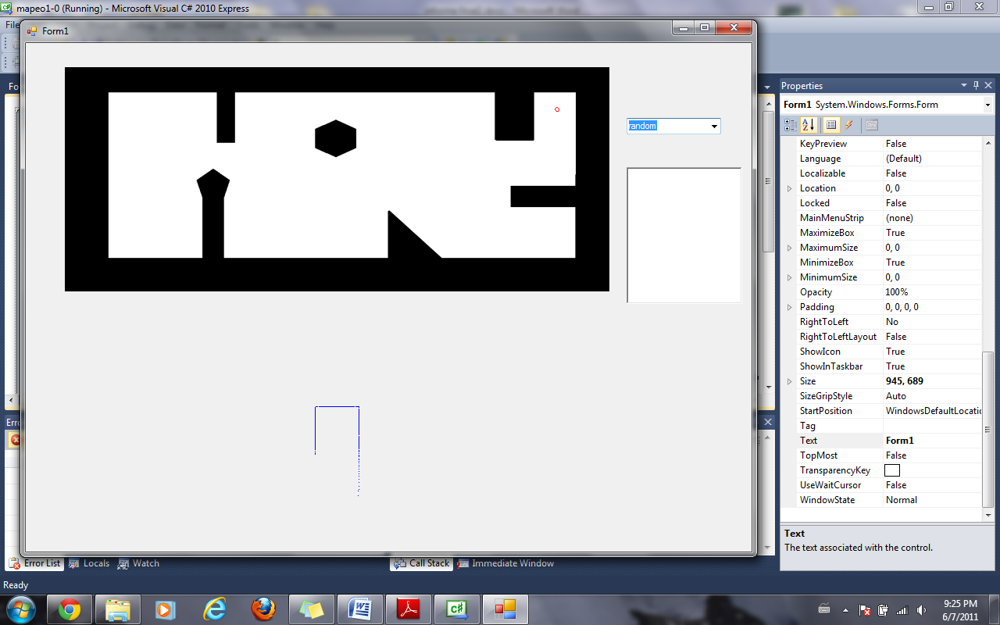 mapeo1-0 (Running) - Microsoft Visual C# 2010 Express
File
Form1
Fo
Properties
Form1 System.Windows.Forms.Form
random
KeyPreview False
Language (Default)
Localizable False
Location 0, 0
Locked False
MainMenuStrip (none)
MaximizeBox True
MaximumSize 0, 0
MinimizeBox True
MinimumSize 0, 0
Opacity 100%
Padding 0, 0, 0, 0
RightToLeft No
RightToLeftLayout False
ShowIcon True
ShowInTaskbar True
Size 945, 689
SizeGripStyle Auto
StartPosition WindowsDefaultLocatio
Tag
Text Form1
TopMost False
TransparencyKey
UseWaitCursor False
WindowState Normal
Erro
Text
The text associated with the control.
Error List Locals Watch Call Stack Immediate Window
Ready
9:25 PM
6/7/2011